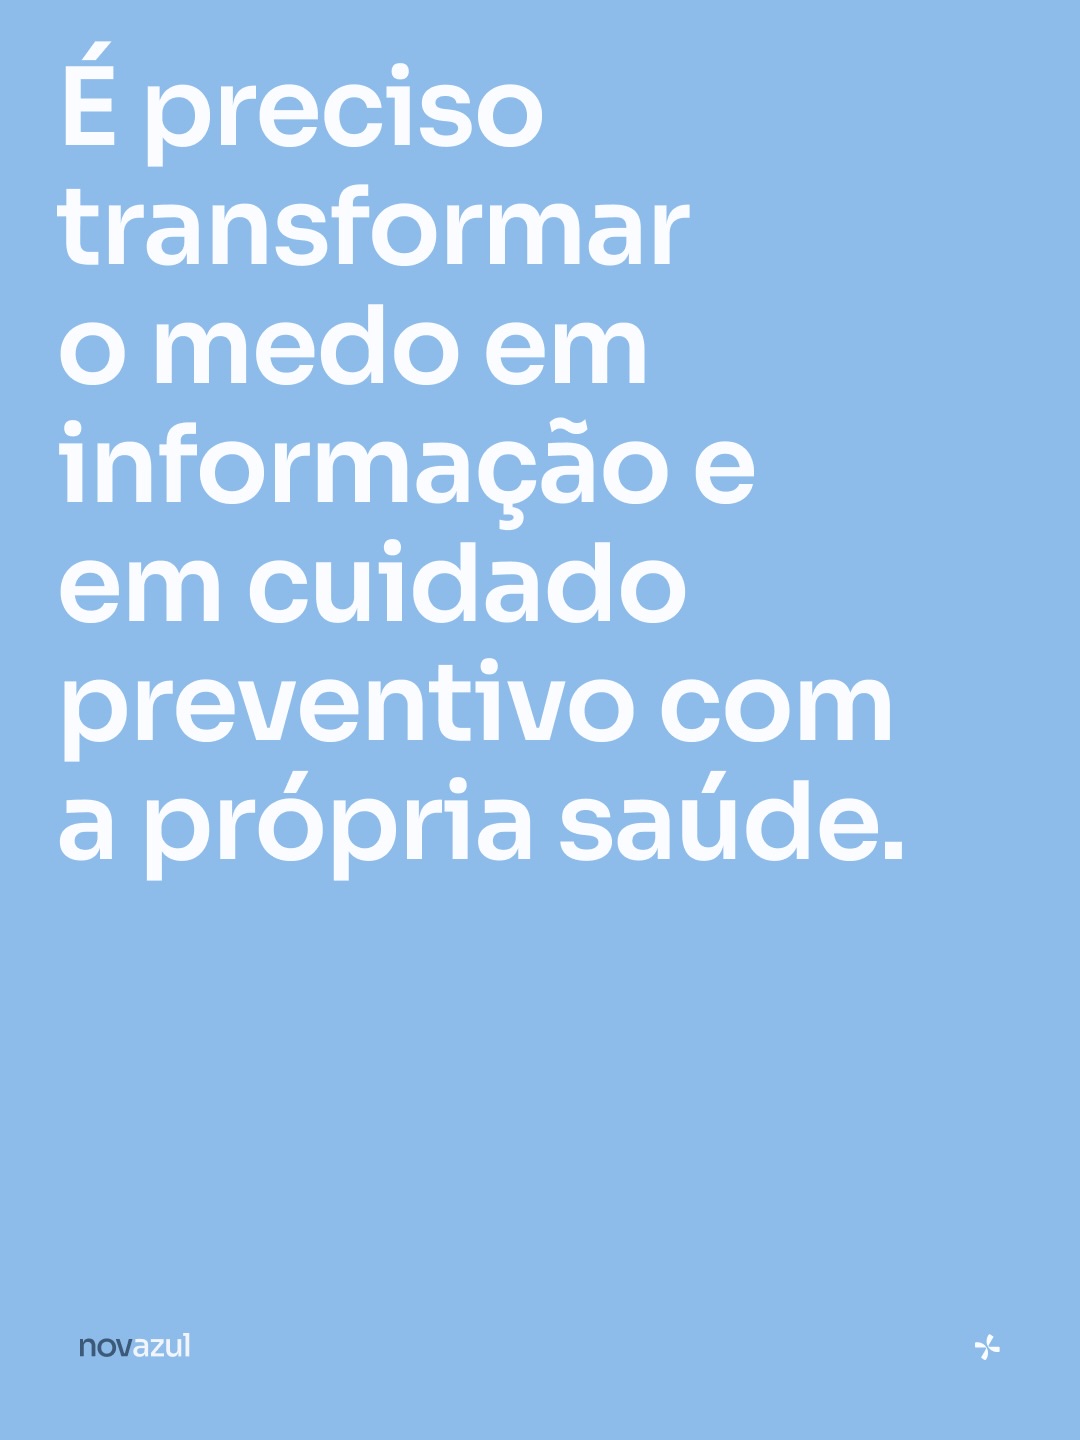 É preciso
transformar
o medo em
informação e
em cuidado
preventivo com
a própria saúde.
novazul